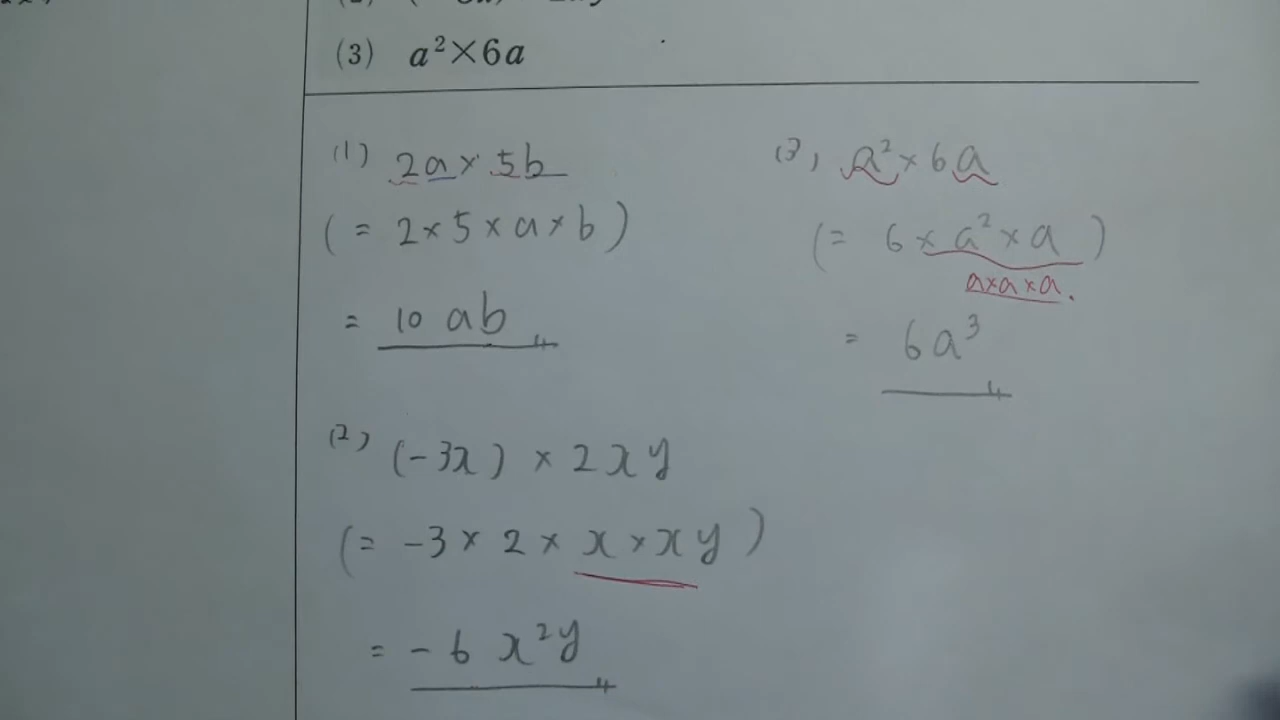 (3) a²×6a
(1) 2a×5b
(= 2×5×a×b)
= 10ab
(2) (-3x) × 2xy
(= -3 × 2 × x × xy)
= -6x²y
(3) a²×6a
(= 6×a²×a)
a×a×a.
= 6a³